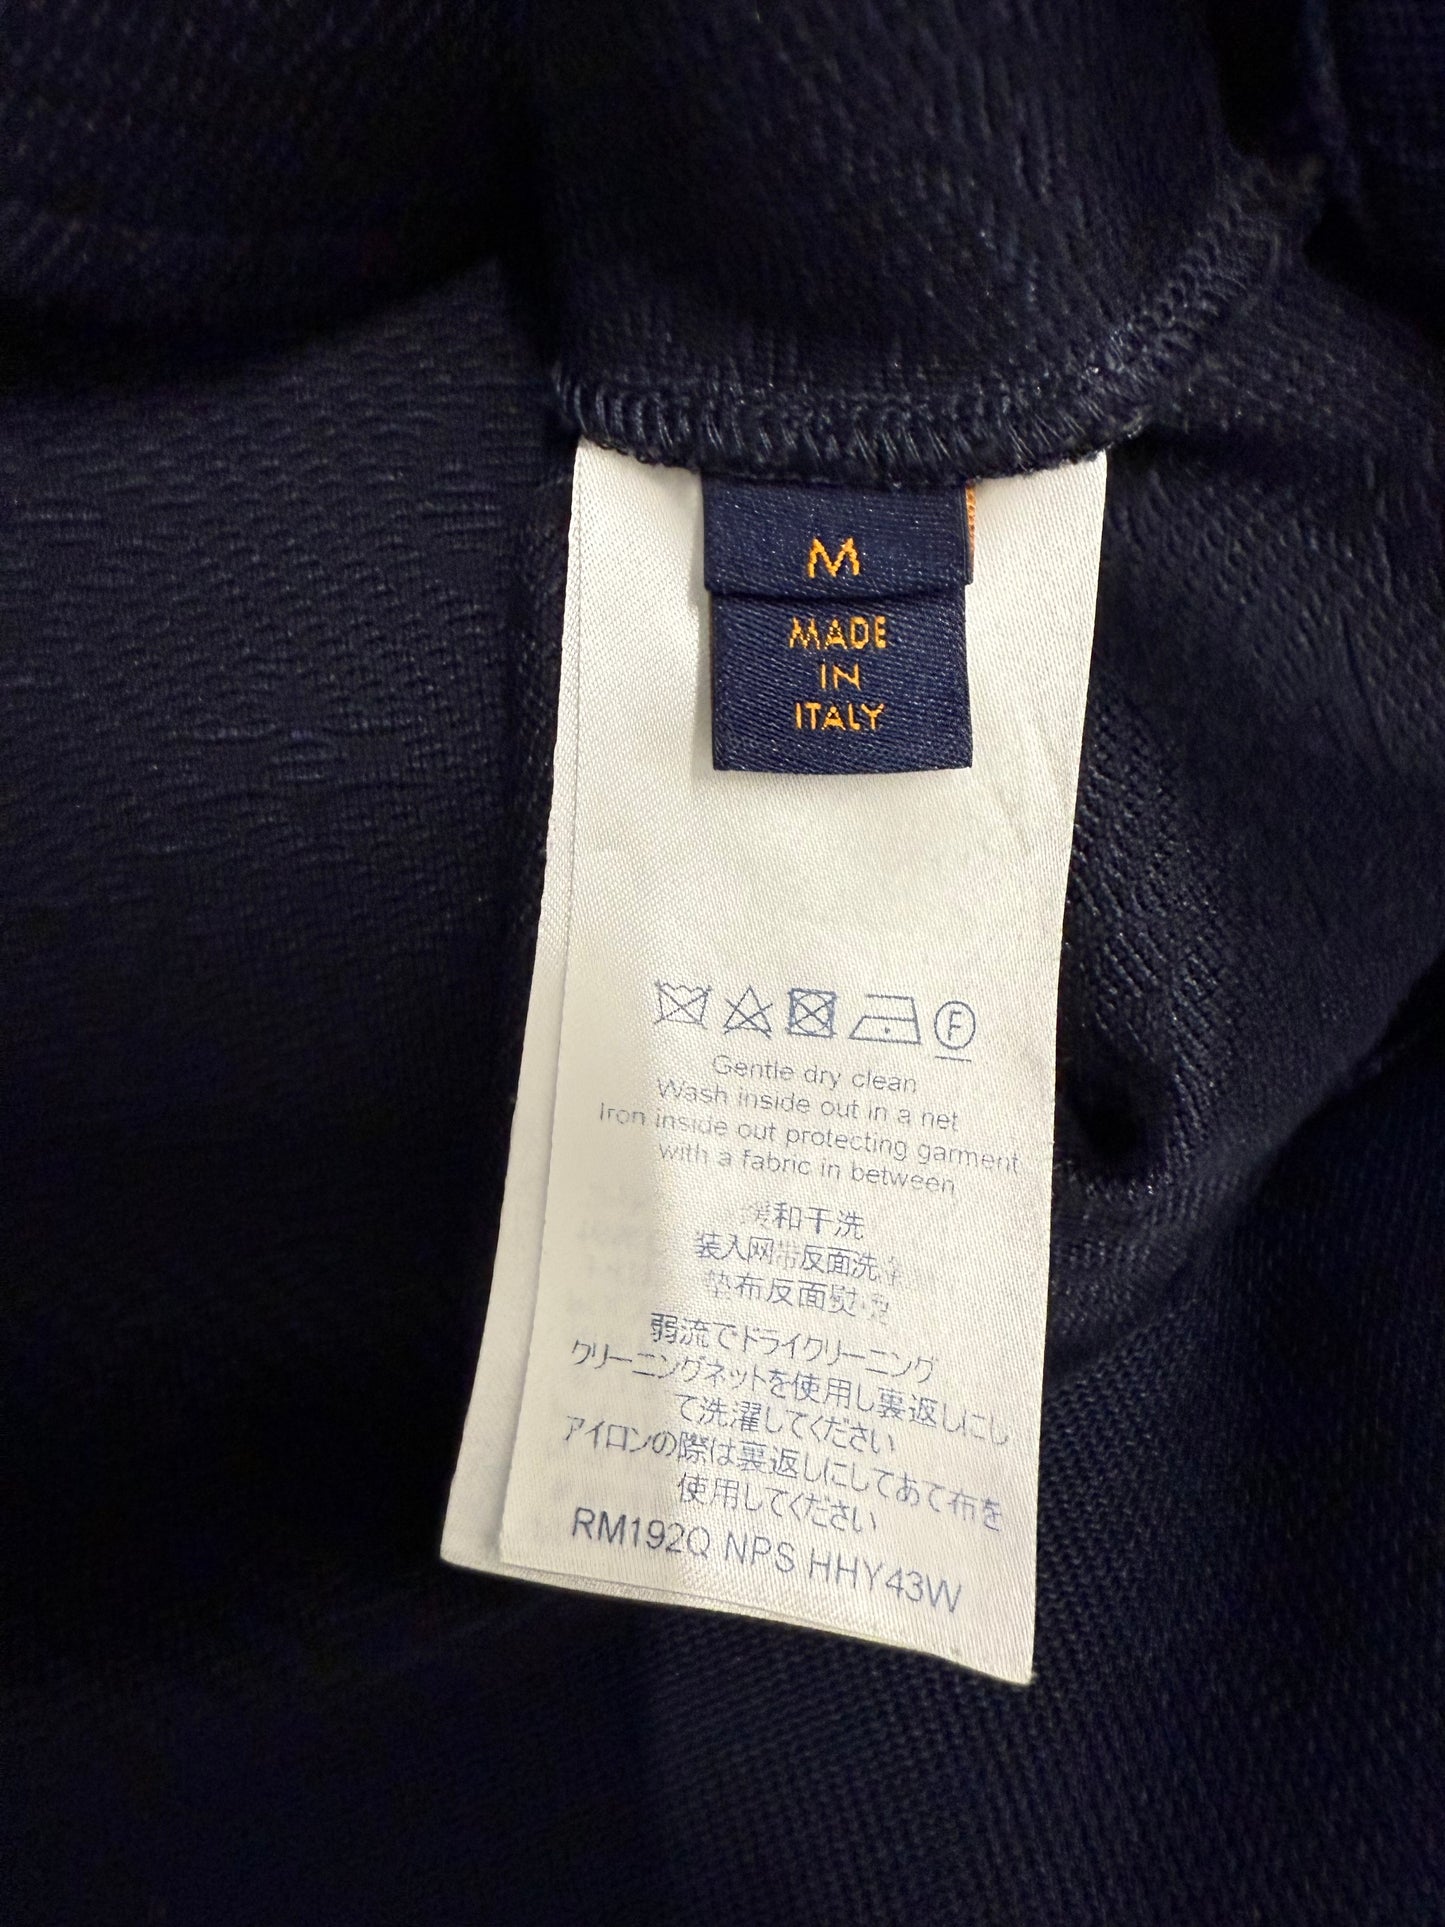 M
MADE
IN
ITALY
F
Gentle dry clean
Wash inside out in a net
Iron inside out protecting garment
with a fabric in between
缓和干洗
装入网带反面洗涤
垫布反面熨烫
弱流でドライクリーニング
クリーニングネットを使用し裏返しにし
て洗濯してください
アイロンの際は裏返しにしてあて布を
使用してください
RM192Q NPS HHY43W